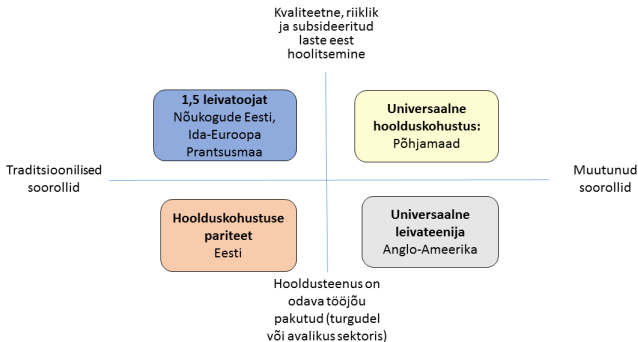 Kvaliteetne, riiklik
ja subsideeritud
laste eest
hoolitsemine
1,5 leivatoojat
Nõukogude Eesti,
Ida-Euroopa
Prantsusmaa
Universaalne
hoolduskohustus:
Põhjamaad
Traditsioonilised
soorollid
Muutunud
soorollid
Hoolduskohustuse
pariteet
Eesti
Universaalne
leivateenija
Anglo-Ameerika
Hooldusteenus on
odava tööjõu
pakutud (turgudel
või avalikus sektoris)